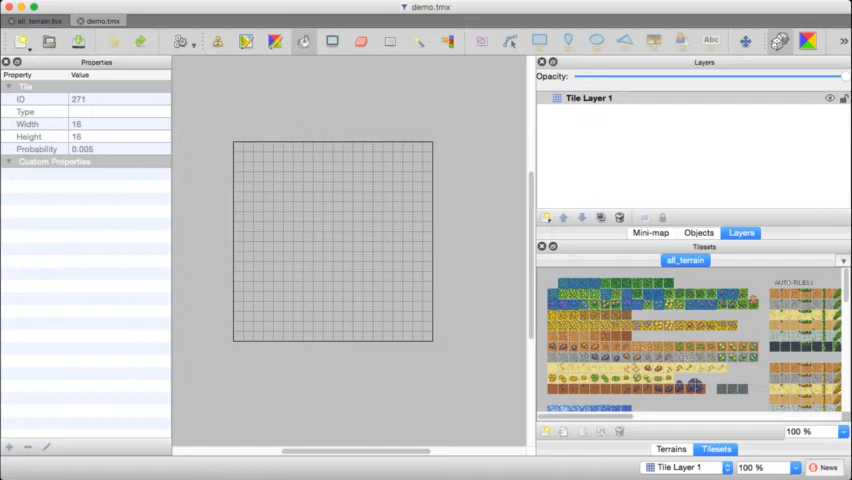 demo.tmx
all_terrain.tsx
demo.tmx
Abc
Properties
Property Value
Tile
ID 271
Type
Width 16
Height 16
Probability 0.005
Custom Properties
Layers
Opacity:
Tile Layer 1
Mini-map Objects Layers
Tilesets
all_terrain
AUTO-TILES
100 %
Terrains Tilesets
Tile Layer 1 100 % News